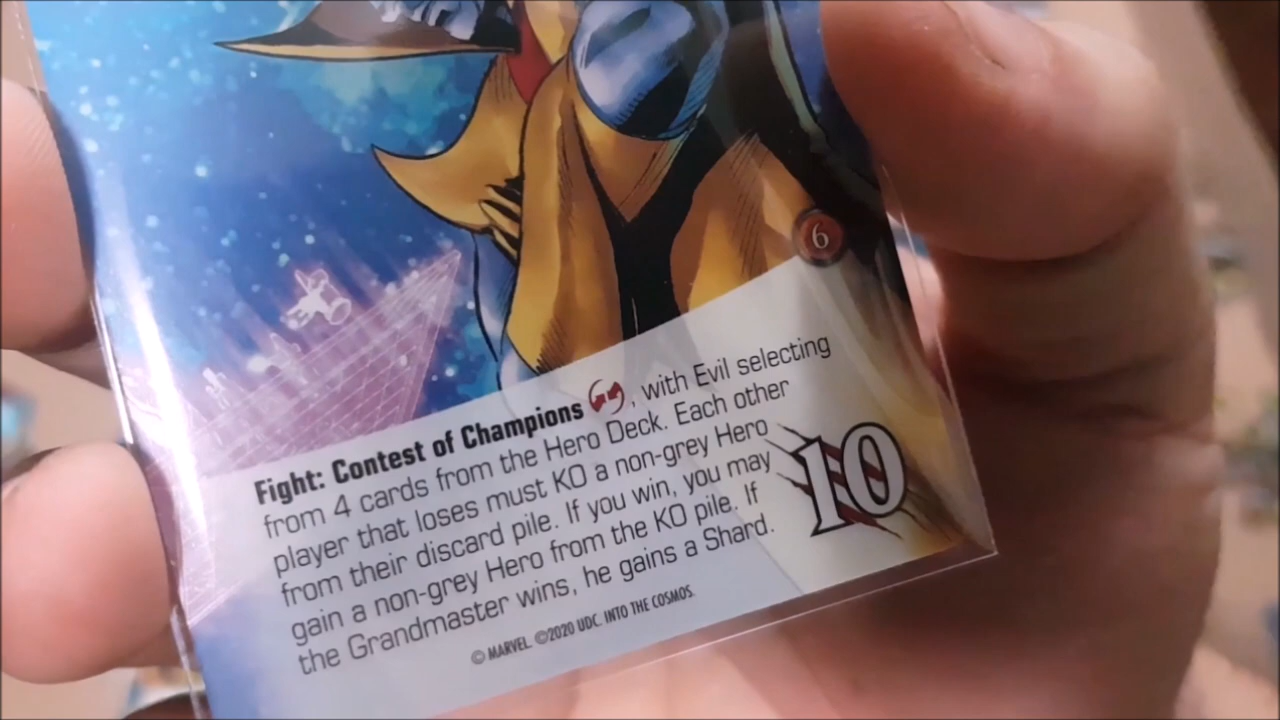 6
Fight: Contest of Champions , with Evil selecting
from 4 cards from the Hero Deck. Each other
player that loses must KO a non-grey Hero
from their discard pile. If you win, you may
gain a non-grey Hero from the KO pile. If
the Grandmaster wins, he gains a Shard.
10
© MARVEL. ©2020 UDC. INTO THE COSMOS.